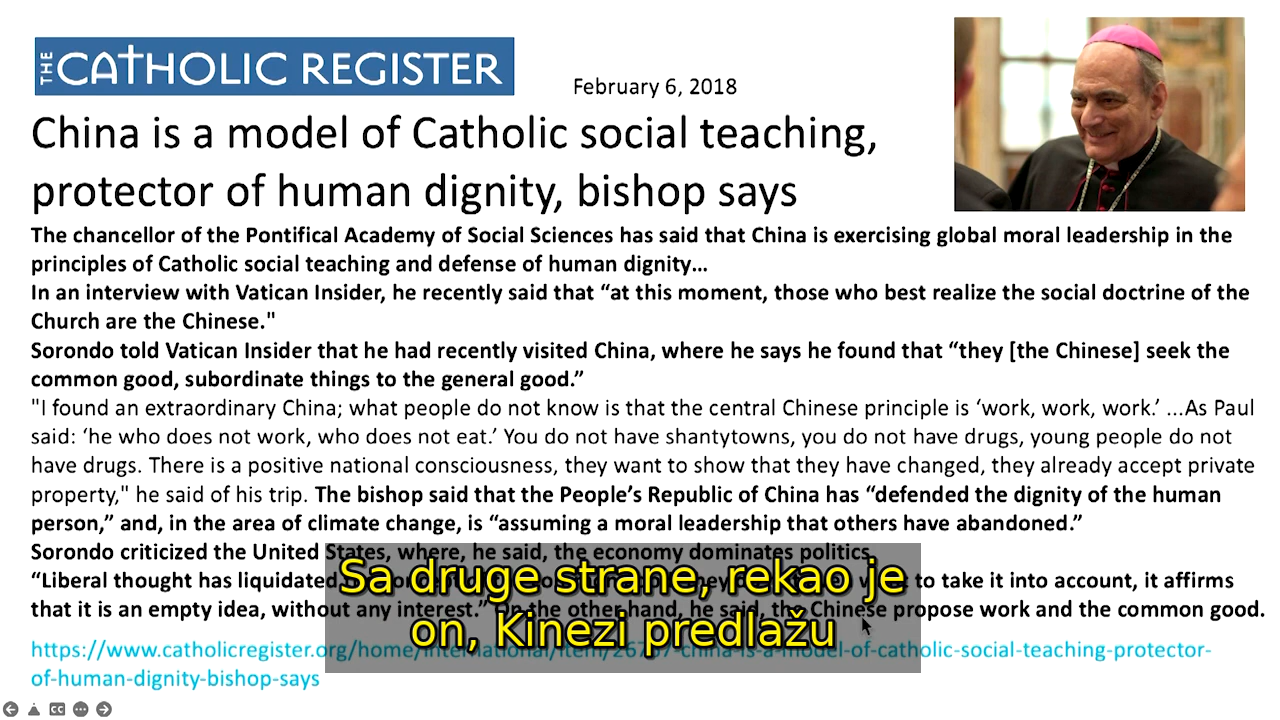 THE CATHOLIC REGISTER
February 6, 2018
China is a model of Catholic social teaching,
protector of human dignity, bishop says
The chancellor of the Pontifical Academy of Social Sciences has said that China is exercising global moral leadership in the
principles of Catholic social teaching and defense of human dignity…
In an interview with Vatican Insider, he recently said that “at this moment, those who best realize the social doctrine of the
Church are the Chinese."
Sorondo told Vatican Insider that he had recently visited China, where he says he found that “they [the Chinese] seek the
common good, subordinate things to the general good.”
"I found an extraordinary China; what people do not know is that the central Chinese principle is ‘work, work, work.’ ...As Paul
said: ‘he who does not work, who does not eat.’ You do not have shantytowns, you do not have drugs, young people do not
have drugs. There is a positive national consciousness, they want to show that they have changed, they already accept private
property," he said of his trip. The bishop said that the People’s Republic of China has “defended the dignity of the human
person,” and, in the area of climate change, is “assuming a moral leadership that others have abandoned.”
Sorondo criticized the United States, where, he said, the economy dominates politics.
“Liberal thought has liquidated to take it into account, it affirms
that it is an empty idea, without any interest.” On the other hand, he said, the Chinese propose work and the common good.
Sa druge strane, rekao je
on, Kinezi predlažu
https://www.catholicregister.org/home/international/item/267 -china-is-a-model-of-catholic-social-teaching-protector-
of-human-dignity-bishop-says
CC